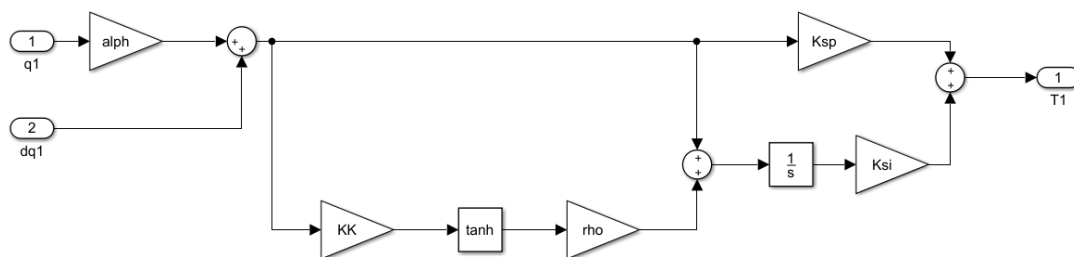 1
q1
alph
+
+
2
dq1
KK
tanh
rho
+
+
1
s
Ksi
Ksp
+
+
1
T1